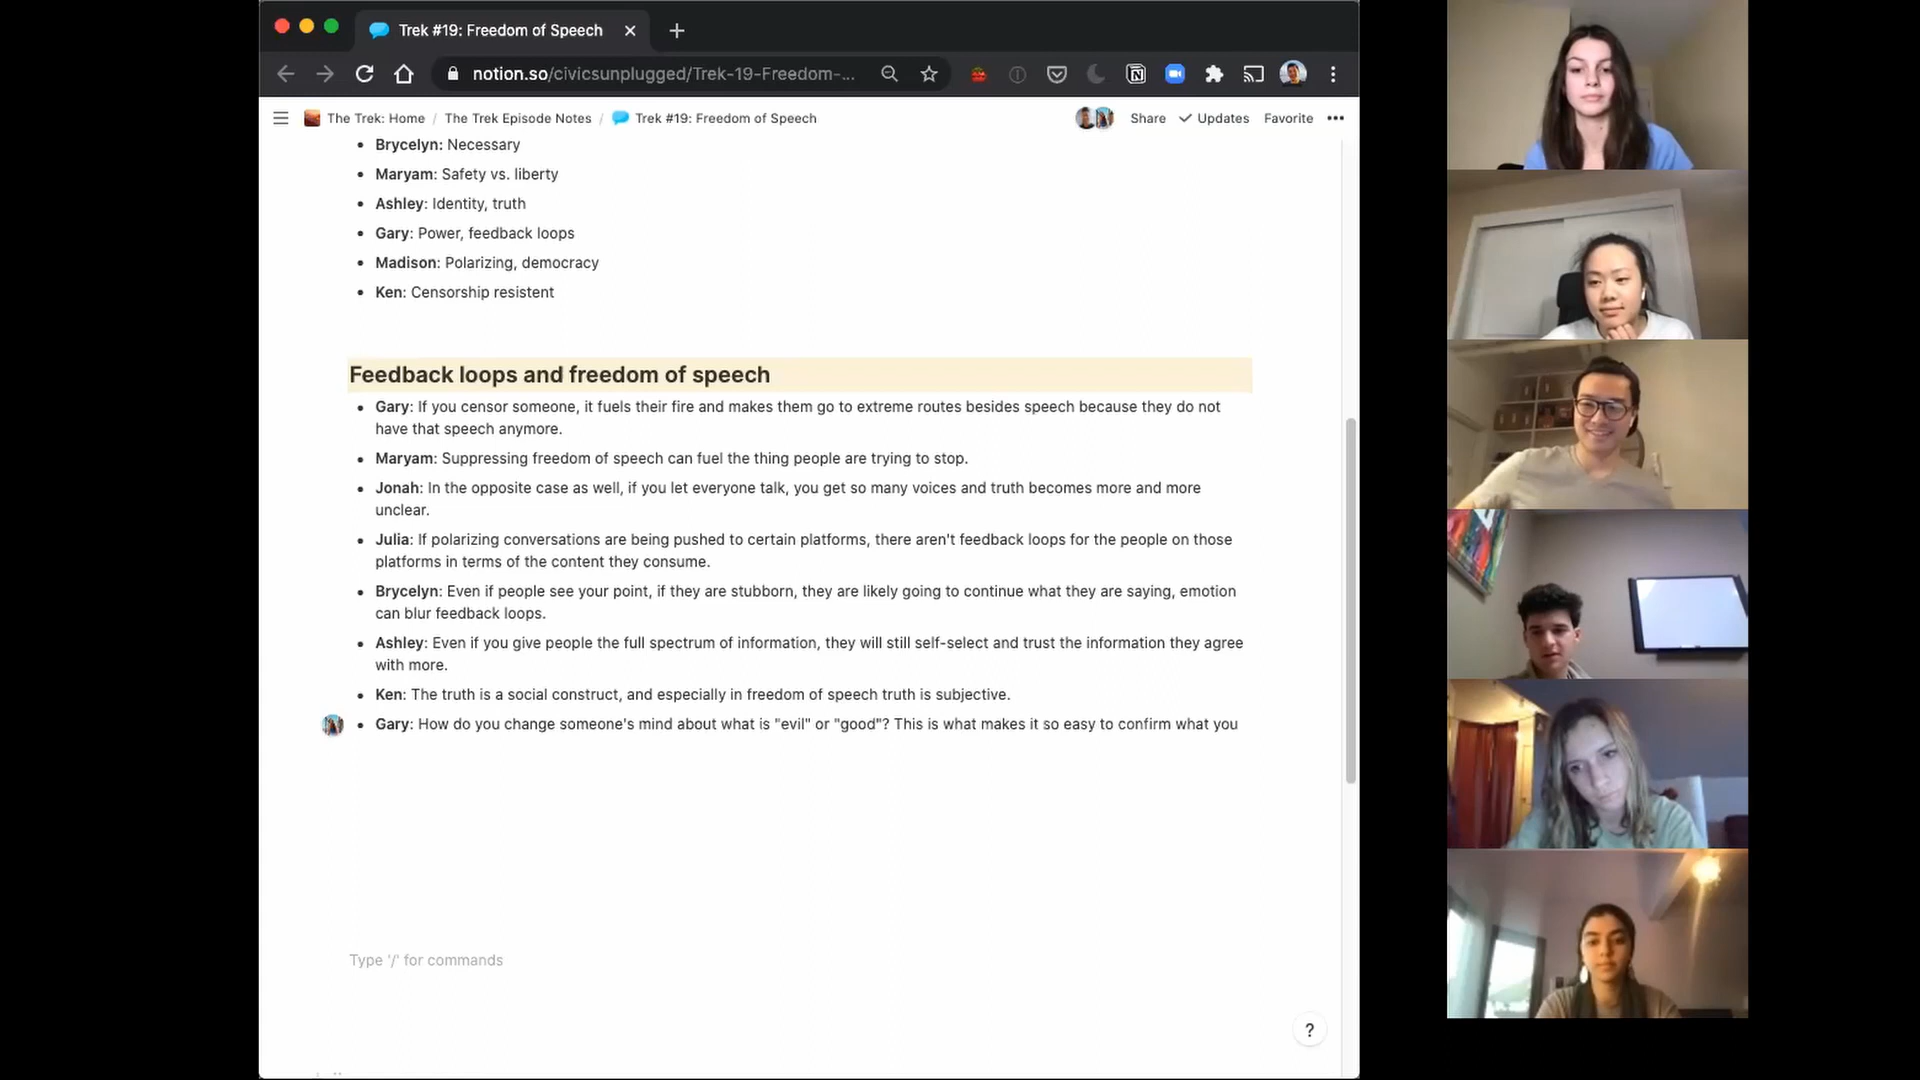 Trek #19: Freedom of Speech
notion.so/civicsunplugged/Trek-19-Freedom-...
The Trek: Home / The Trek Episode Notes / Trek #19: Freedom of Speech
Share Updates Favorite
Brycelyn: Necessary
Maryam: Safety vs. liberty
Ashley: Identity, truth
Gary: Power, feedback loops
Madison: Polarizing, democracy
Ken: Censorship resistent
Feedback loops and freedom of speech
Gary: If you censor someone, it fuels their fire and makes them go to extreme routes besides speech because they do not
have that speech anymore.
Maryam: Suppressing freedom of speech can fuel the thing people are trying to stop.
Jonah: In the opposite case as well, if you let everyone talk, you get so many voices and truth becomes more and more
unclear.
Julia: If polarizing conversations are being pushed to certain platforms, there aren't feedback loops for the people on those
platforms in terms of the content they consume.
Brycelyn: Even if people see your point, if they are stubborn, they are likely going to continue what they are saying, emotion
can blur feedback loops.
Ashley: Even if you give people the full spectrum of information, they will still self-select and trust the information they agree
with more.
Ken: The truth is a social construct, and especially in freedom of speech truth is subjective.
Gary: How do you change someone's mind about what is "evil" or "good"? This is what makes it so easy to confirm what you
Type '/' for commands
?